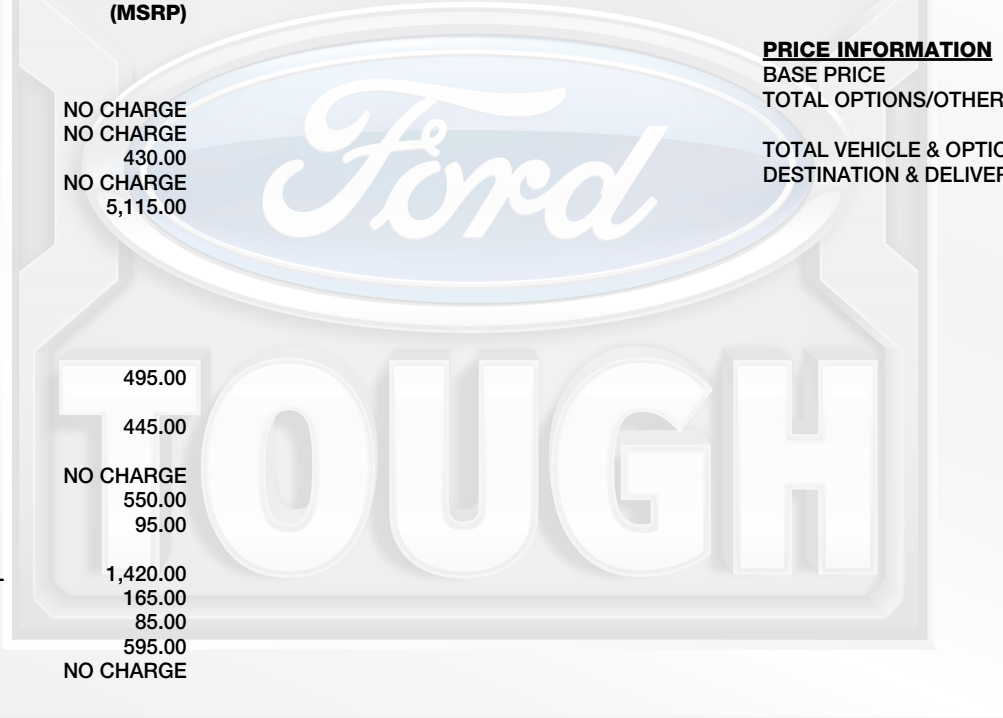 (MSRP)
NO CHARGE
NO CHARGE
430.00
NO CHARGE
5,115.00
495.00
445.00
NO CHARGE
550.00
95.00
1,420.00
165.00
85.00
595.00
NO CHARGE
PRICE INFORMATION
BASE PRICE
TOTAL OPTIONS/OTHER
TOTAL VEHICLE & OPTIO
DESTINATION & DELIVER
Ford
TOUGH